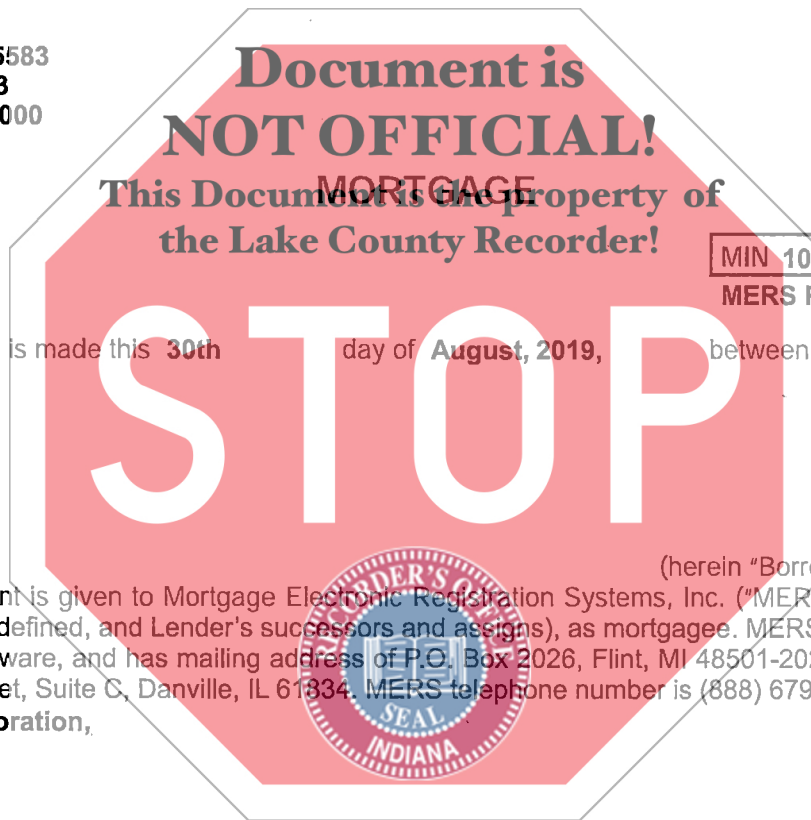 5583
3
000
Document is
NOT OFFICIAL!
MORTGAGE
This Document is the property of
the Lake County Recorder!
MIN 10
MERS
is made this 30th day of August, 2019, between
STOP
(herein “Borro
nt is given to Mortgage Electronic Registration Systems, Inc. (“MER
defined, and Lender's successors and assigns), as mortgagee. MERS
ware, and has mailing address of P.O. Box 2026, Flint, MI 48501-202
et, Suite C, Danville, IL 61834. MERS telephone number is (888) 679
oration,
RECORDER'S OFFICE
SEAL
INDIANA